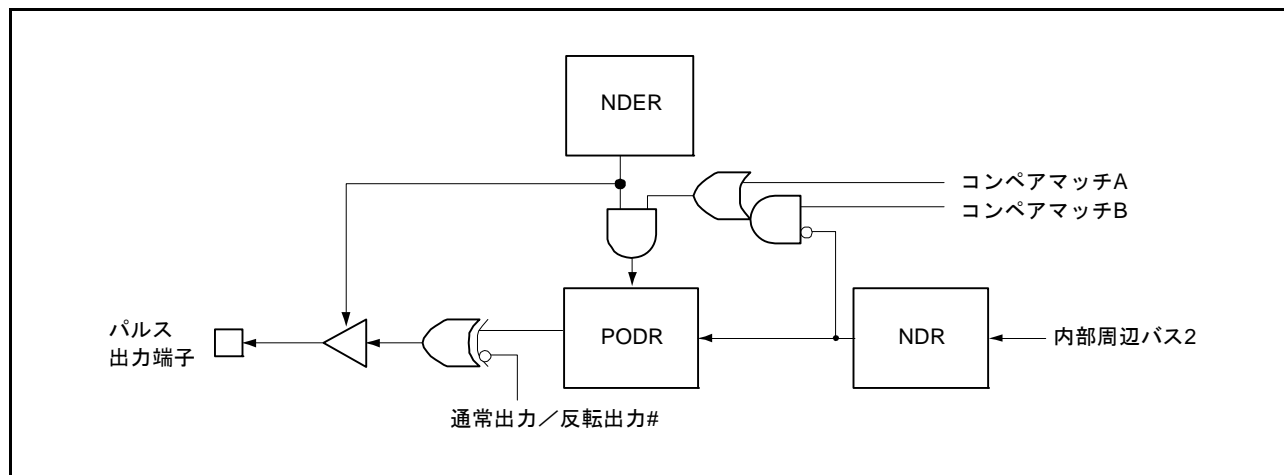 NDER
コンペアマッチA
コンペアマッチB
パルス
出力端子
PODR
NDR
内部周辺バス2
通常出力／反転出力#